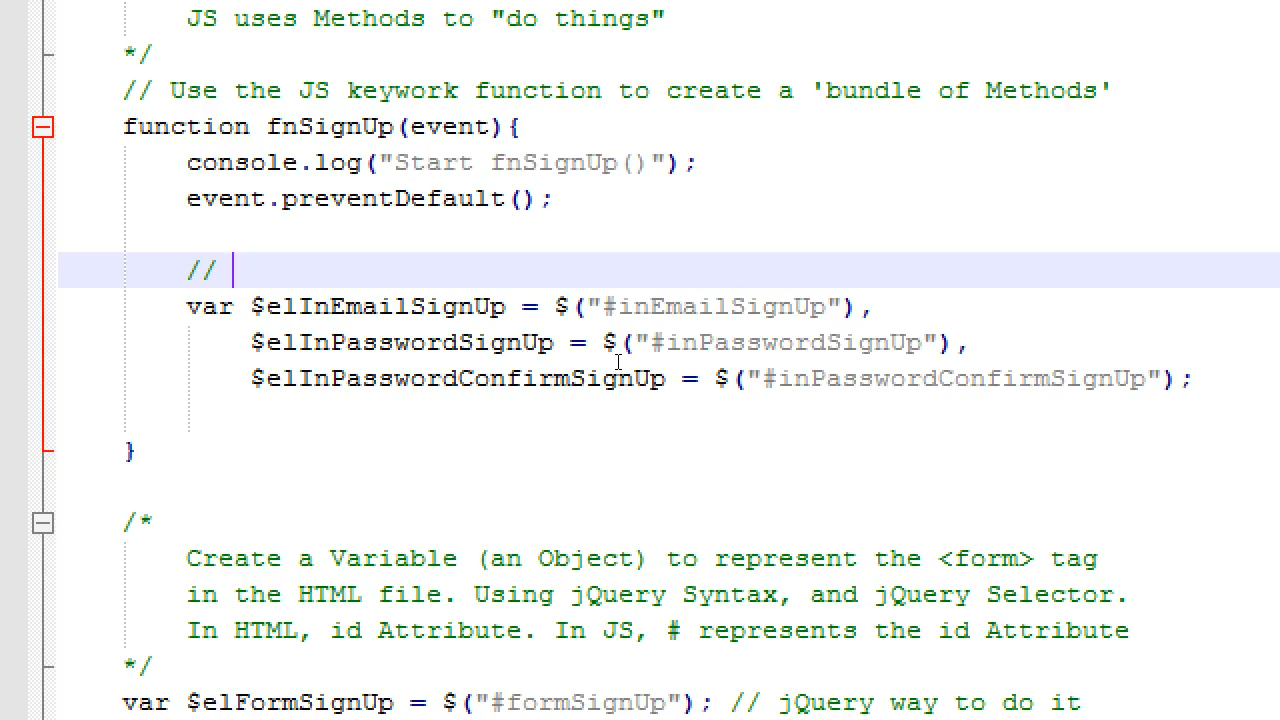 JS uses Methods to "do things"
*/
// Use the JS keywork function to create a 'bundle of Methods'
function fnSignUp(event){
console.log("Start fnSignUp()");
event.preventDefault();
//
var $elInEmailSignUp = $("#inEmailSignUp"),
$elInPasswordSignUp = $("#inPasswordSignUp"),
$elInPasswordConfirmSignUp = $("#inPasswordConfirmSignUp");
}
/*
Create a Variable (an Object) to represent the <form> tag
in the HTML file. Using jQuery Syntax, and jQuery Selector.
In HTML, id Attribute. In JS, # represents the id Attribute
*/
var $elFormSignUp = $("#formSignUp"); // jQuery way to do it